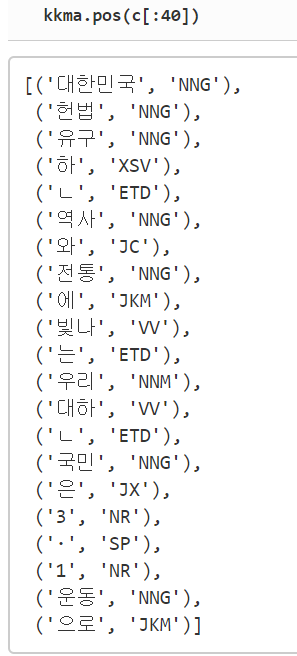 kkma.pos(c[:40])
[('대한민국', 'NNG'),
('헌법', 'NNG'),
('유구', 'NNG'),
('하', 'XSV'),
('ㄴ', 'ETD'),
('역사', 'NNG'),
('와', 'JC'),
('전통', 'NNG'),
('에', 'JKM'),
('빛나', 'VV'),
('는', 'ETD'),
('우리', 'NNM'),
('대하', 'VV'),
('ㄴ', 'ETD'),
('국민', 'NNG'),
('은', 'JX'),
('3', 'NR'),
('·', 'SP'),
('1', 'NR'),
('운동', 'NNG'),
('으로', 'JKM')]